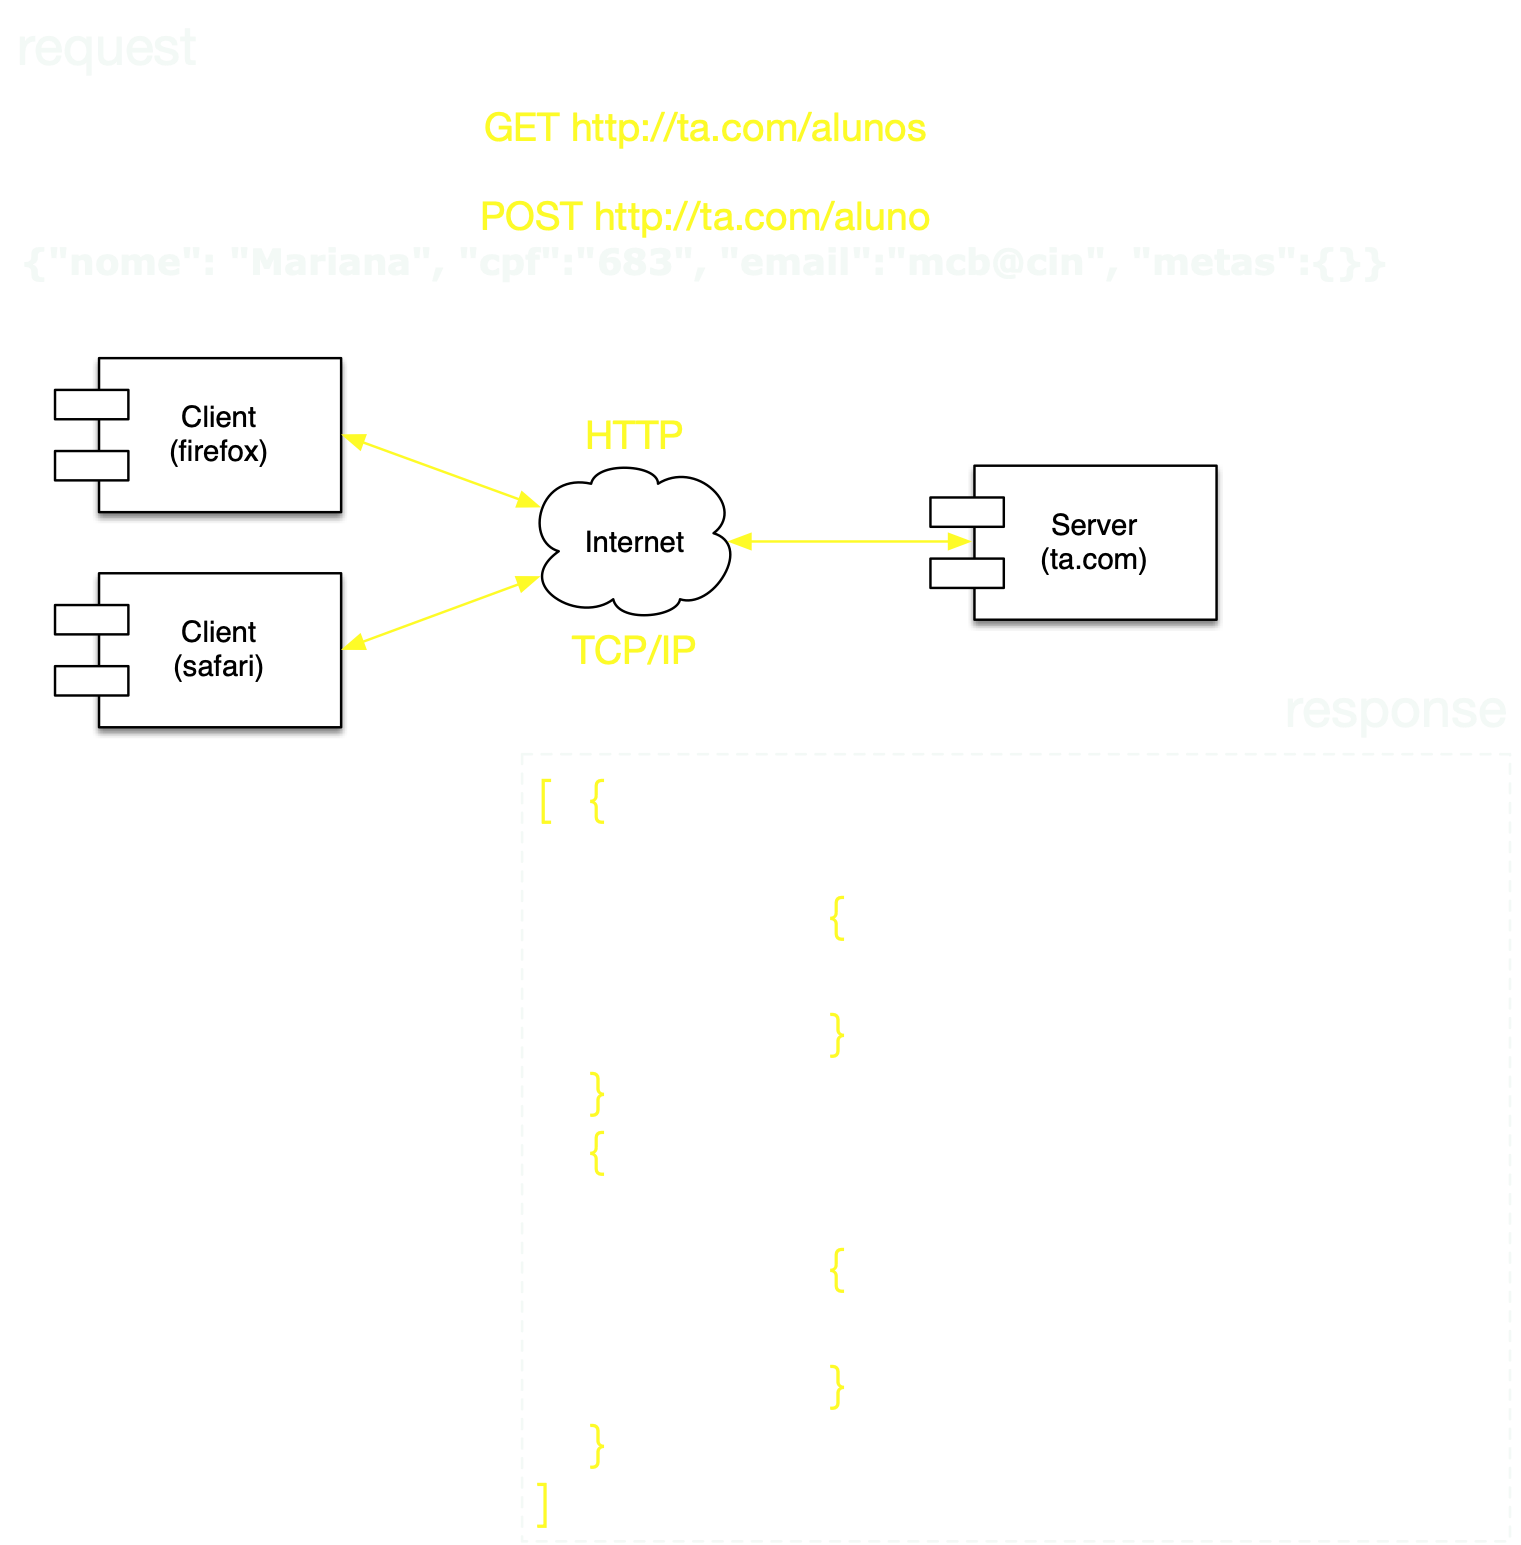 request
GET http://ta.com/alunos
POST http://ta.com/aluno
{"nome": "Mariana", "cpf":"683", "email":"mcb@cin", "metas":{}}
Client
(firefox)
HTTP
Internet
Server
(ta.com)
Client
(safari)
TCP/IP
response
[ {
{
}
}
{
{
}
}
]